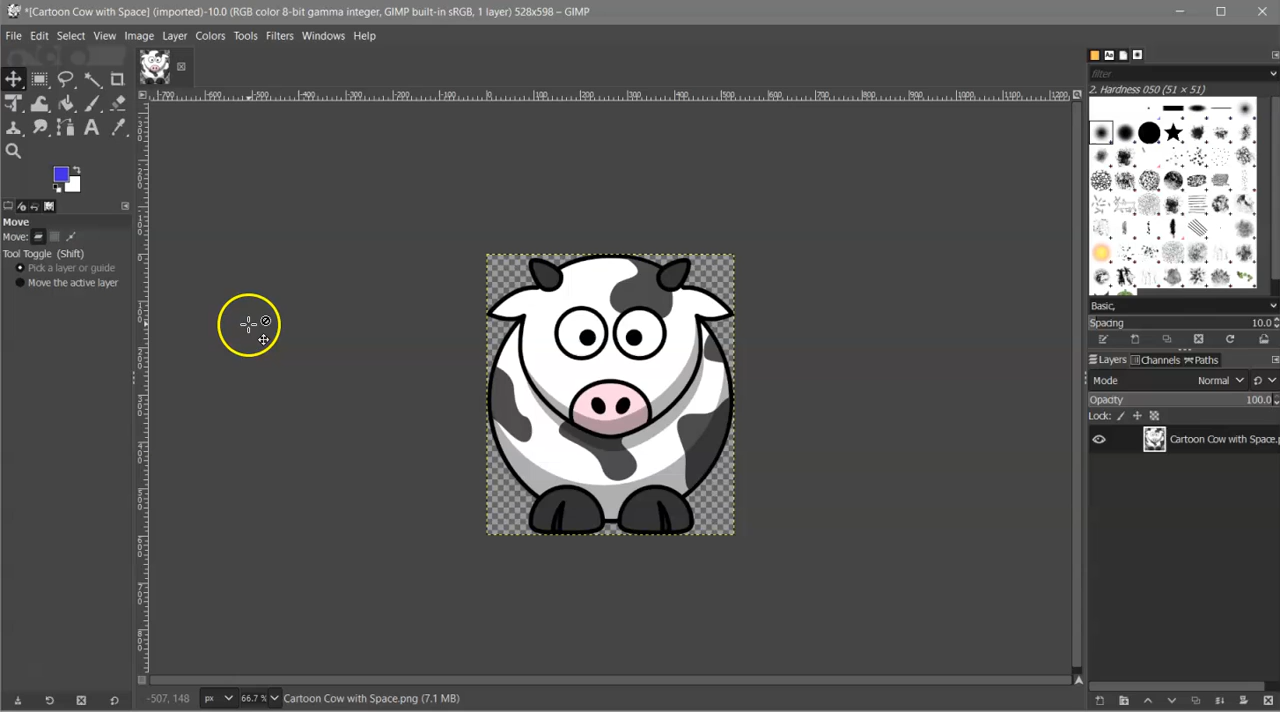 *[Cartoon Cow with Space] (imported)-10.0 (RGB color 8-bit gamma integer, GIMP built-in sRGB, 1 layer) 528x598 – GIMP
File Edit Select View Image Layer Colors Tools Filters Windows Help
filter
2. Hardness 050 (51 × 51)
Move
Move:
Tool Toggle (Shift)
Pick a layer or guide
Move the active layer
Basic,
Spacing 10.0
Layers Channels Paths
Mode Normal
Opacity 100.0
Lock:
Cartoon Cow with Space.p
-507, 148 px 66.7 % Cartoon Cow with Space.png (7.1 MB)